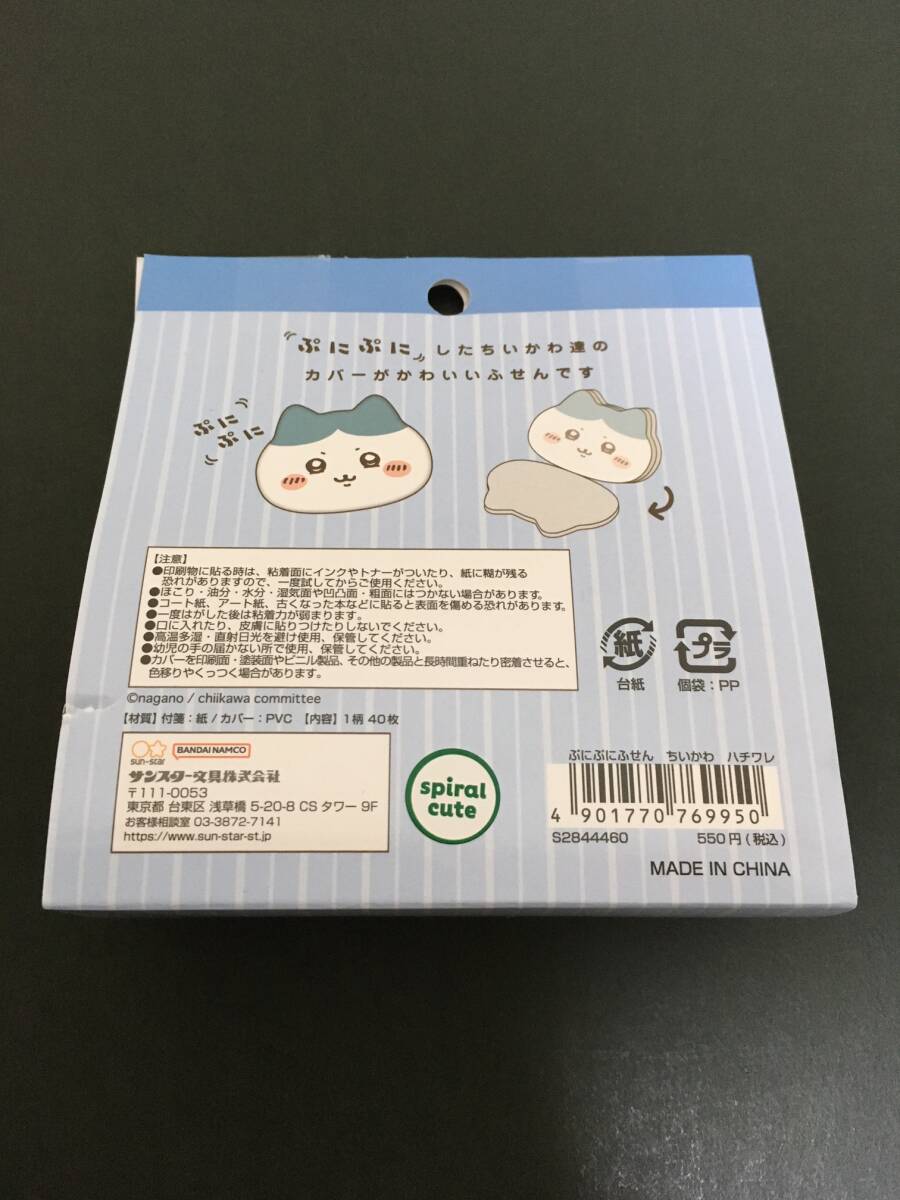 ぷにぷにしたちいかわ達の
カバーがかわいいふせんです
ぷに
ぷに
【注意】
●印刷物に貼る時は、粘着面にインクやトナーがついたり、紙に糊が残る
恐れがありますので、一度試してからご使用ください。
●ほこり・油分・水分・湿気面や凹凸面・粗面にはつかない場合があります。
●コート紙、アート紙、古くなった本などに貼ると表面を傷める恐れがあります。
●一度はがした後は粘着力が弱まります。
●口に入れたり、皮膚に貼りつけたりしないでください。
●高温多湿・直射日光を避け使用、保管してください。
●幼児の手の届かない所で使用、保管してください。
●カバーを印刷面・塗装面やビニル製品、その他の製品と長時間重ねたり密着させると、
色移りやくっつく場合があります。
紙
台紙
プラ
個袋：PP
©nagano / chiikawa committee
【材質】付箋：紙 / カバー：PVC 【内容】1柄 40枚
sun-star
BANDAI NAMCO
サンスター文具株式会社
〒111-0053
東京都 台東区 浅草橋 5-20-8 CS タワー 9F
お客様相談室 03-3872-7141
https://www.sun-star-st.jp
spiral
cute
ぷにぷにふせん ちいかわ ハチワレ
4 901770 769950
S2844460 550円(税込)
MADE IN CHINA